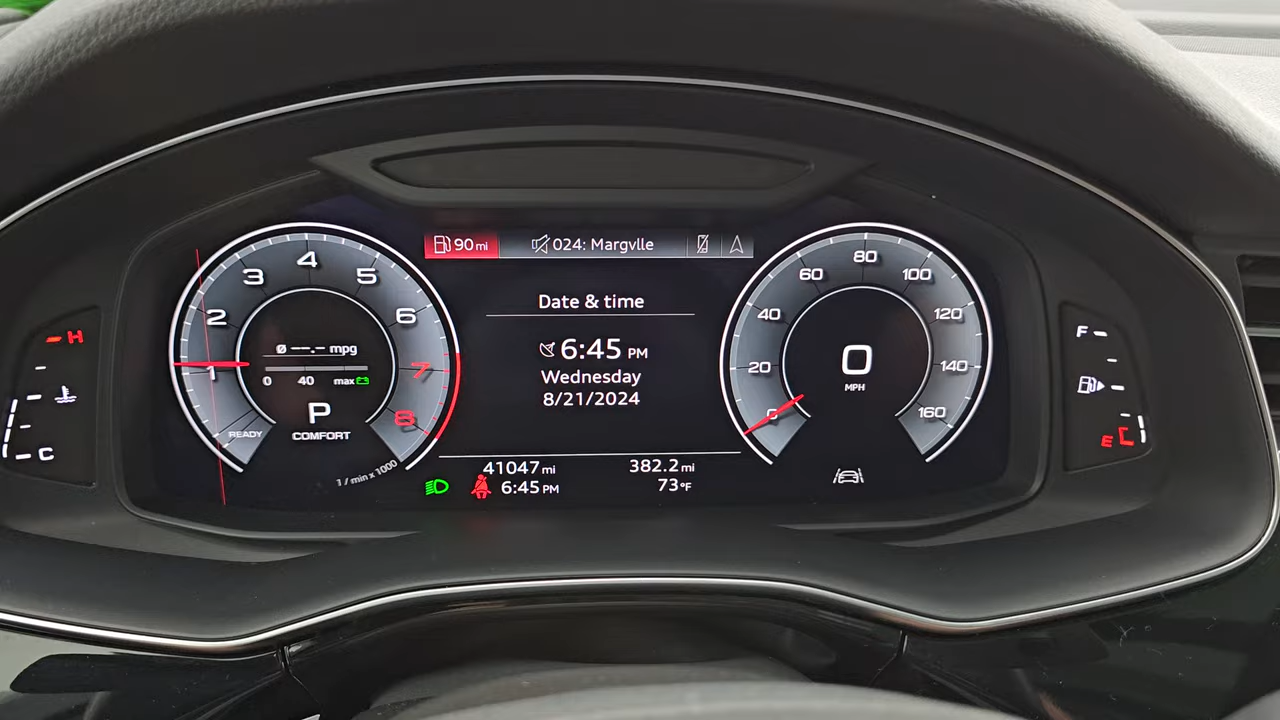 90 mi
024: Margvlle
1 2 3 4 5 6 7 8
READY
Ø --.- mpg
0 40 max
P
COMFORT
1 / min x 1000
Date & time
6:45 PM
Wednesday
8/21/2024
41047 mi 382.2 mi
6:45 PM 73°F
0 20 40 60 80 100 120 140 160
0
MPH
H
C
F
E